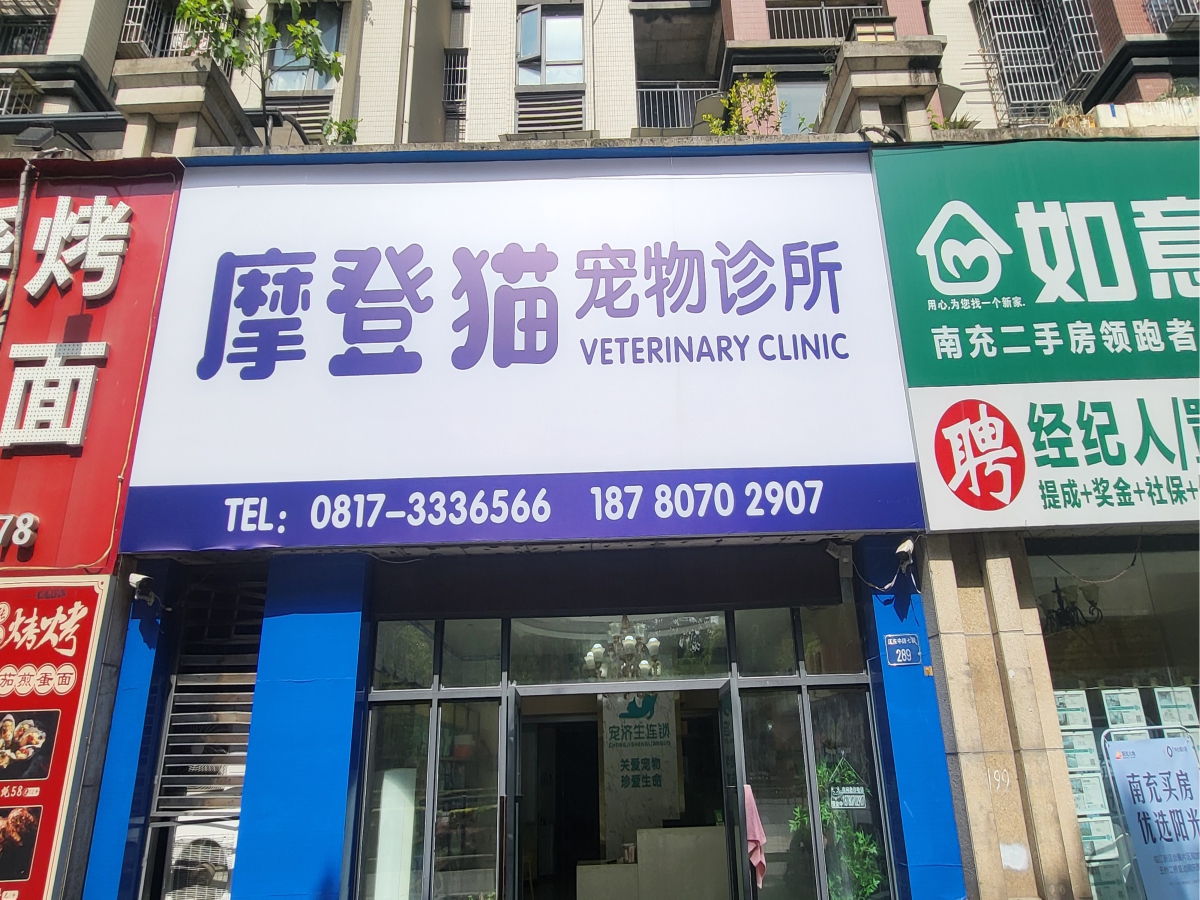 烤
面
78
烤烤
茄煎蛋面
摩登猫
宠物诊所
VETERINARY CLINIC
TEL: 0817-3336566 187 8070 2907
如意
用心,为您找一个新家.
南充二手房领跑者
聘
经纪人
提成+奖金+社保+
289
宠济生连锁
关爱宠物
珍爱生命
199
南充买房
优选阳光